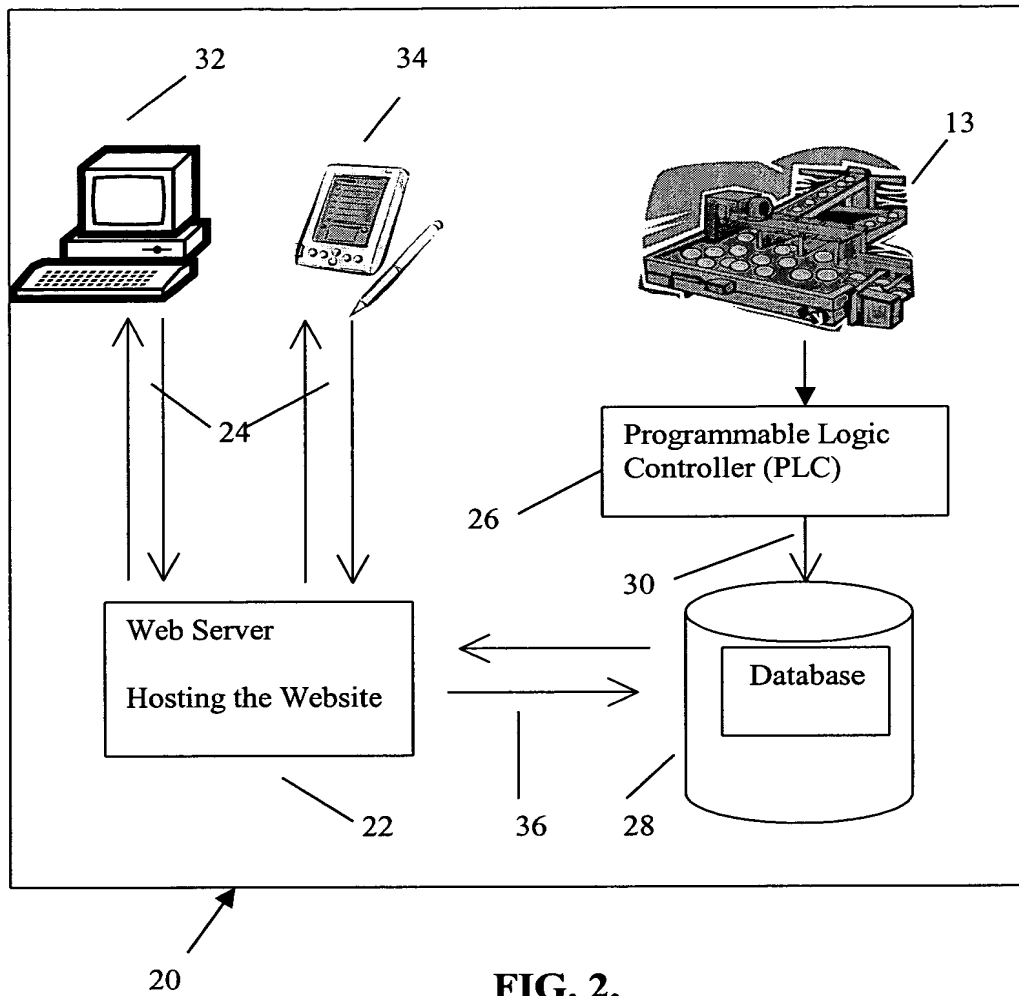 32
34
13
24
Programmable Logic
Controller (PLC)
26
30
Web Server
Hosting the Website
Database
22
36
28
20
FIG. 2.